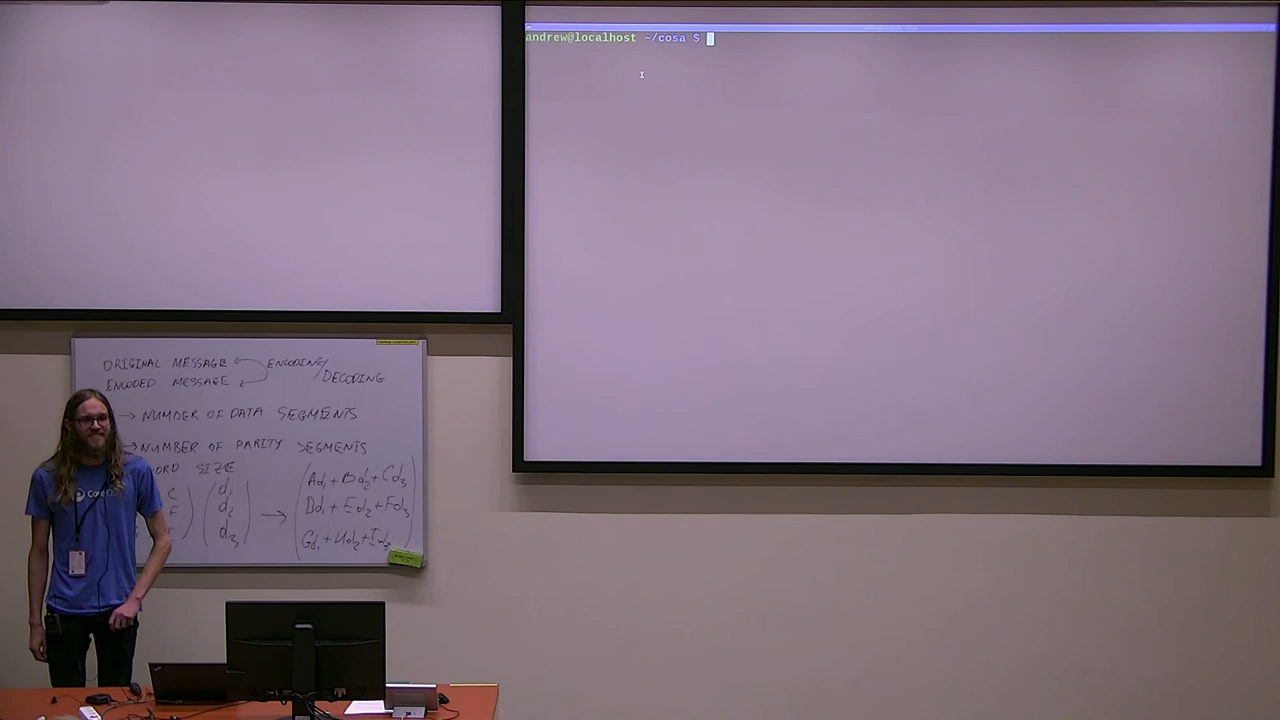 andrew@localhost ~/cosa $
ORIGINAL MESSAGE
ENCODING/
ENCODED MESSAGE
DECODING
→ NUMBER OF DATA SEGMENTS
→ NUMBER OF PARITY SEGMENTS
SIZE
C
F
d₁
d₂
d₃
→
Ad₁+Bd₂+Cd₃
Dd₁+Ed₂+Fd₃
Gd₁+Hd₂+Id₃
Core